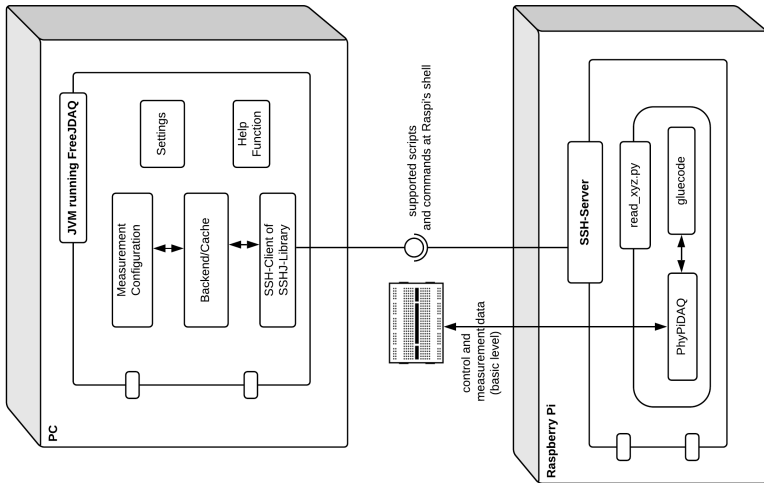 PC
JVM running FreeJDAQ
Measurement
Configuration
Settings
Backend/Cache
SSH-Client of
SSHJ-Library
Help
Function
supported scripts
and commands at Raspi's shell
control and
measurement data
(basic level)
Raspberry Pi
SSH-Server
read_xyz.py
PhyPiDAQ
gluecode